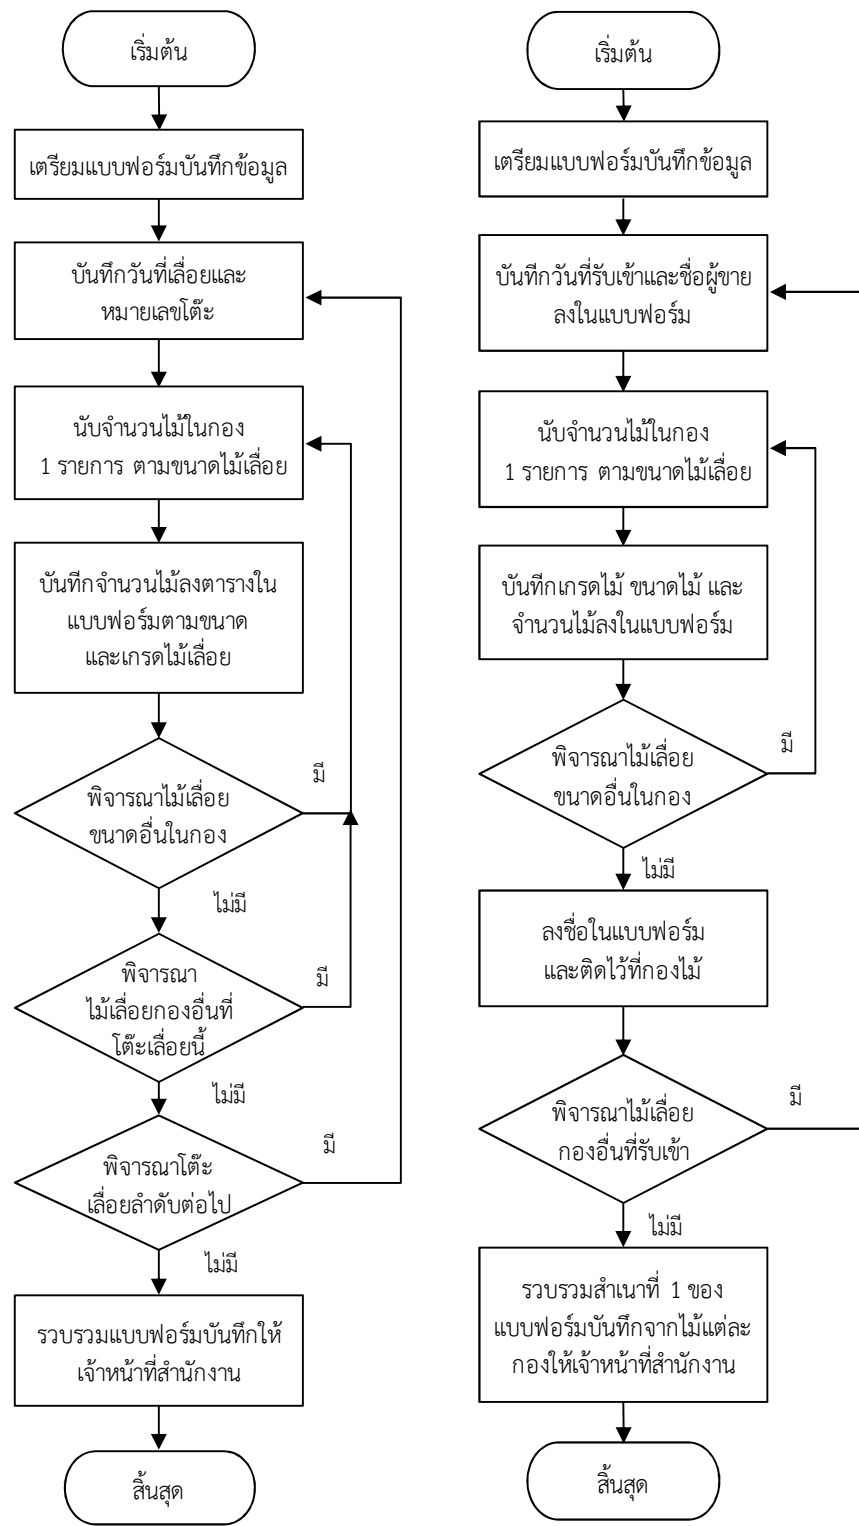 เริ่มต้น
เตรียมแบบฟอร์มบันทึกข้อมูล
บันทึกวันที่เลื่อยและ
หมายเลขโต๊ะ
นับจำนวนไม้ในกอง
1 รายการ ตามขนาดไม้เลื่อย
บันทึกจำนวนไม้ลงตารางใน
แบบฟอร์มตามขนาด
และเกรดไม้เลื่อย
พิจารณาไม้เลื่อย
ขนาดอื่นในกอง
มี
ไม่มี
พิจารณา
ไม้เลื่อยกองอื่นที่
โต๊ะเลื่อยนี้
มี
ไม่มี
พิจารณาโต๊ะ
เลื่อยลำดับต่อไป
มี
ไม่มี
รวบรวมแบบฟอร์มบันทึกให้
เจ้าหน้าที่สำนักงาน
สิ้นสุด
เริ่มต้น
เตรียมแบบฟอร์มบันทึกข้อมูล
บันทึกวันที่รับเข้าและชื่อผู้ขาย
ลงในแบบฟอร์ม
นับจำนวนไม้ในกอง
1 รายการ ตามขนาดไม้เลื่อย
บันทึกเกรดไม้ ขนาดไม้ และ
จำนวนไม้ลงในแบบฟอร์ม
พิจารณาไม้เลื่อย
ขนาดอื่นในกอง
มี
ไม่มี
ลงชื่อในแบบฟอร์ม
และติดไว้ที่กองไม้
พิจารณาไม้เลื่อย
กองอื่นที่รับเข้า
มี
ไม่มี
รวบรวมสำเนาที่ 1 ของ
แบบฟอร์มบันทึกจากไม้แต่ละ
กองให้เจ้าหน้าที่สำนักงาน
สิ้นสุด